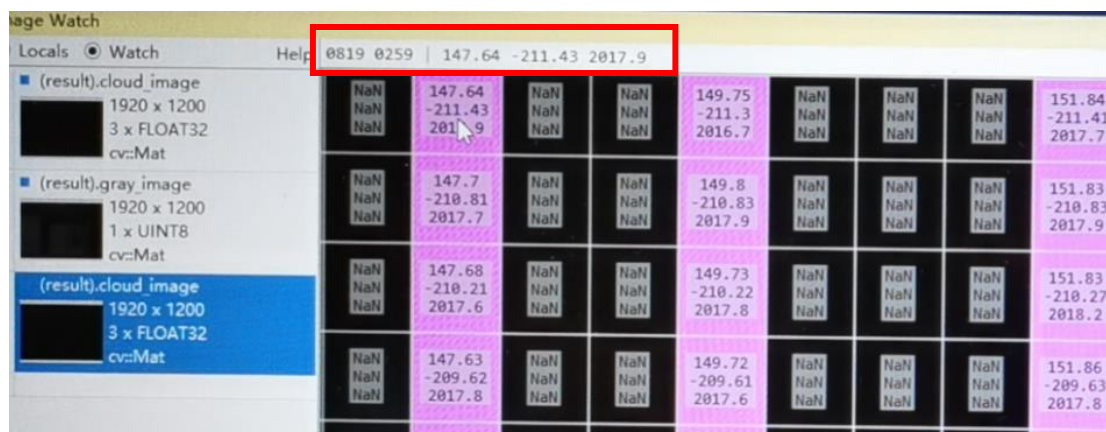 age Watch
Locals Watch Help 0819 0259 | 147.64 -211.43 2017.9
(result).cloud_image
1920 x 1200
3 x FLOAT32
cv::Mat
(result).gray_image
1920 x 1200
1 x UINT8
cv::Mat
(result).cloud_image
1920 x 1200
3 x FLOAT32
cv::Mat
NaN 147.64 NaN NaN 149.75 NaN NaN NaN 151.84
NaN -211.43 NaN NaN -211.3 NaN NaN NaN -211.41
NaN 201 9 NaN NaN 2016.7 NaN NaN NaN 2017.7
NaN 147.7 NaN NaN 149.8 NaN NaN NaN 151.83
NaN -210.81 NaN NaN -210.83 NaN NaN NaN -210.83
NaN 2017.7 NaN NaN 2017.9 NaN NaN NaN 2017.9
NaN 147.68 NaN NaN 149.73 NaN NaN NaN 151.83
NaN -210.21 NaN NaN -210.22 NaN NaN NaN -210.27
NaN 2017.6 NaN NaN 2017.8 NaN NaN NaN 2018.2
NaN 147.63 NaN NaN 149.72 NaN NaN NaN 151.86
NaN -209.62 NaN NaN -209.61 NaN NaN NaN -209.63
NaN 2017.8 NaN NaN 2017.6 NaN NaN NaN 2017.8